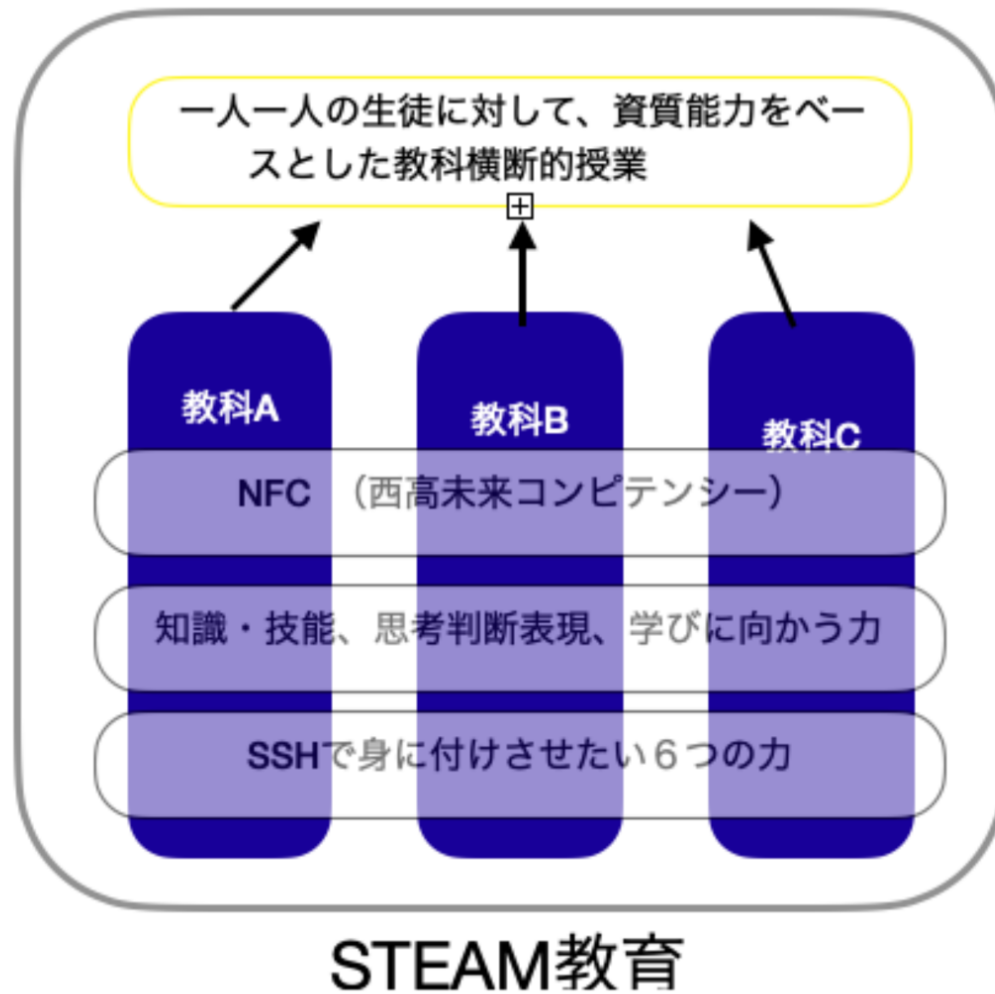 一人一人の生徒に対して、資質能力をベー
スとした教科横断的授業
教科A
教科B
教科C
NFC （西高未来コンピテンシー）
知識・技能、思考判断表現、学びに向かう力
SSHで身に付けさせたい６つの力
STEAM教育